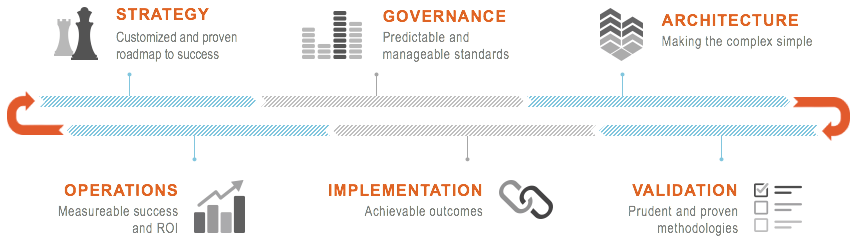 STRATEGY
Customized and proven
roadmap to success
GOVERNANCE
Predictable and
manageable standards
ARCHITECTURE
Making the complex simple
OPERATIONS
Measureable success
and ROI
IMPLEMENTATION
Achievable outcomes
VALIDATION
Prudent and proven
methodologies